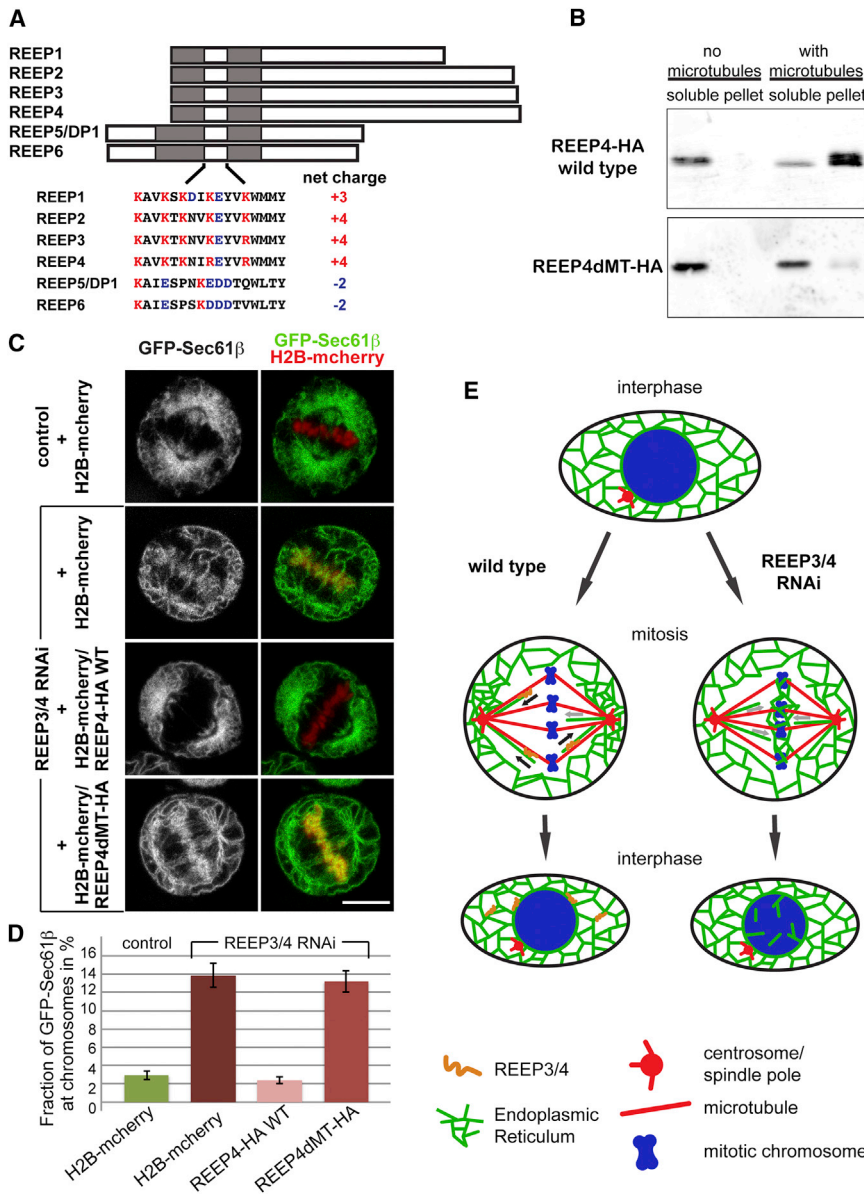 A
REEP1
REEP2
REEP3
REEP4
REEP5/DP1
REEP6
net charge
REEP1 KAVKSKDIKEYVKWMMY +3
REEP2 KAVKTKNVKEYVKWMMY +4
REEP3 KAVKTKNVKEYVRWMMY +4
REEP4 KAVKTKNIREYVRWMMY +4
REEP5/DP1 KAIESPNKEDDTQWLTY -2
REEP6 KAIESPSKDDDTVWLTY -2
B
no microtubules
with microtubules
soluble pellet soluble pellet
REEP4-HA
wild type
REEP4dMT-HA
C
GFP-Sec61β
GFP-Sec61β
H2B-mcherry
control
+
H2B-mcherry
REEP3/4 RNAi
+
H2B-mcherry
+
H2B-mcherry/
REEP4-HA WT
+
H2B-mcherry/
REEP4dMT-HA
D
control
REEP3/4 RNAi
Fraction of GFP-Sec61β
at chromosomes in %
16
14
12
10
8
6
4
2
0
H2B-mcherry
H2B-mcherry
REEP4-HA WT
REEP4dMT-HA
E
interphase
wild type
REEP3/4
RNAi
mitosis
interphase
REEP3/4
centrosome/
spindle pole
Endoplasmic
Reticulum
microtubule
mitotic chromosome